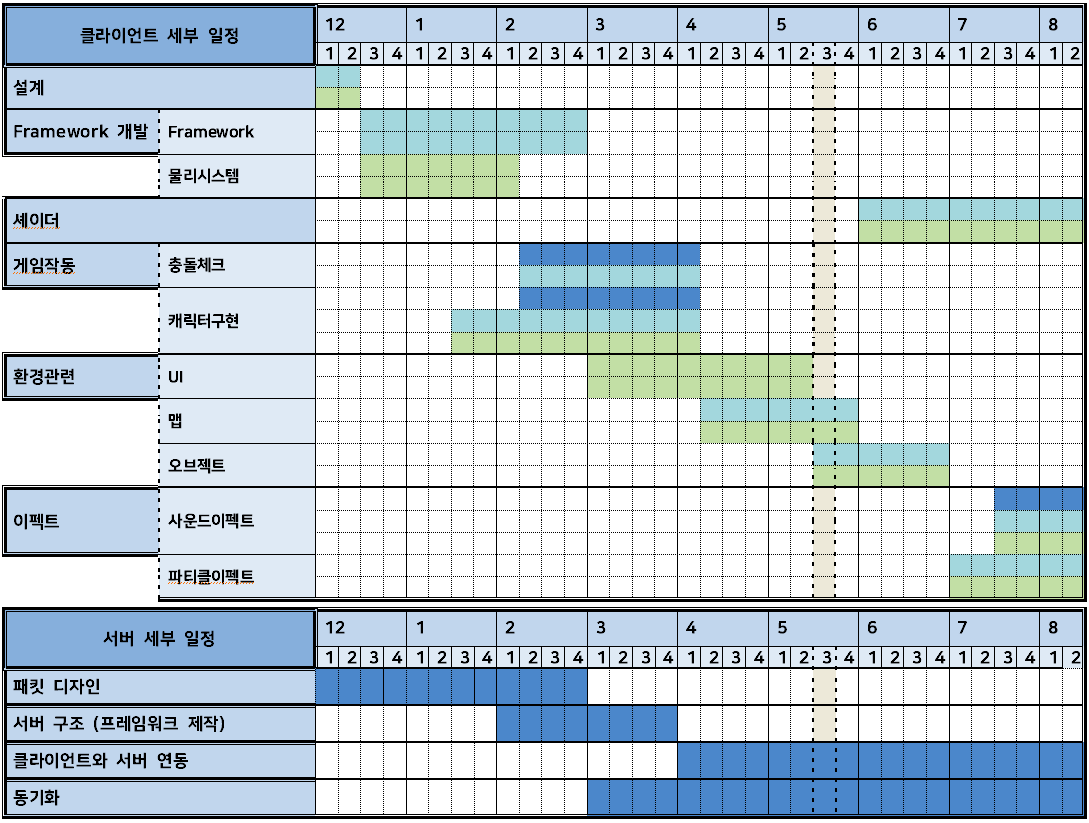 클라이언트 세부 일정 12 1 2 3 4 5 6 7 8
1 2 3 4 1 2 3 4 1 2 3 4 1 2 3 4 1 2 3 4 1 2 3 4 1 2 3 4 1 2 3 4 1 2
설계
Framework 개발 Framework
물리시스템
셰이더
게임작동 충돌체크
캐릭터구현
환경관련 UI
맵
오브젝트
이펙트 사운드이펙트
파티클이펙트
서버 세부 일정 12 1 2 3 4 5 6 7 8
1 2 3 4 1 2 3 4 1 2 3 4 1 2 3 4 1 2 3 4 1 2 3 4 1 2 3 4 1 2 3 4 1 2
패킷 디자인
서버 구조 (프레임워크 제작)
클라이언트와 서버 연동
동기화